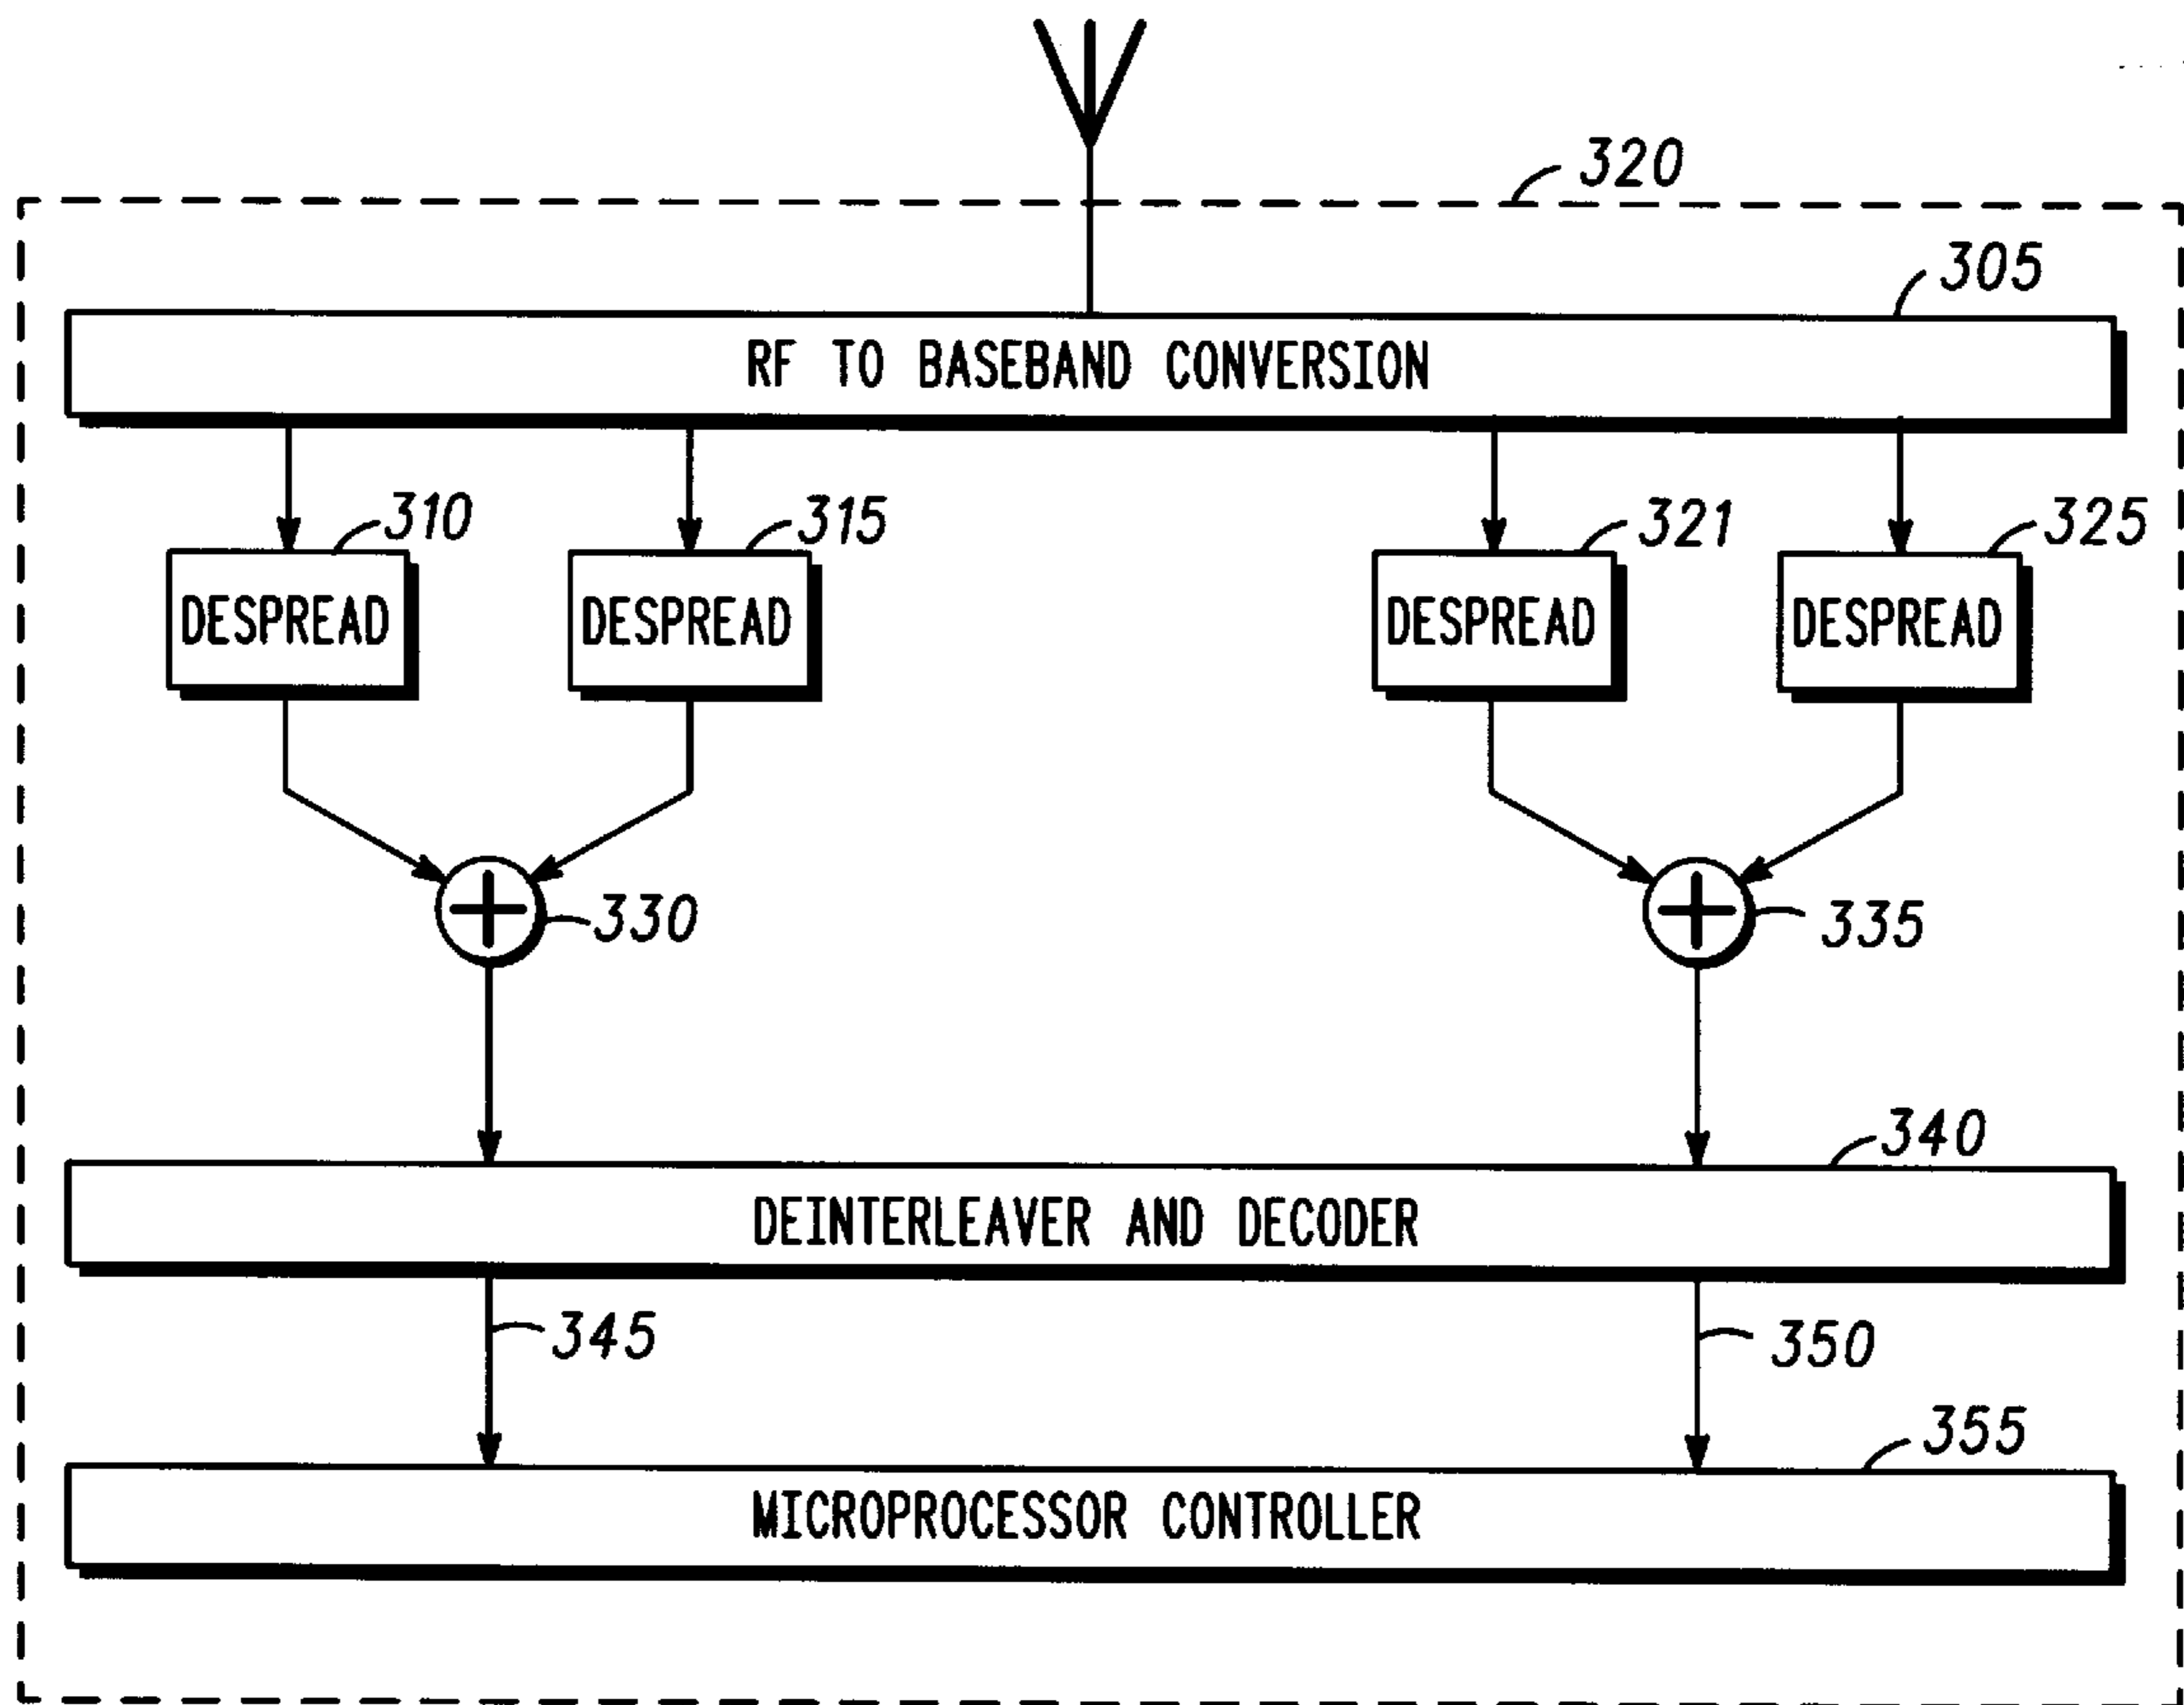 320
305
RF TO BASEBAND CONVERSION
310 315 321 325
DESPREAD DESPREAD DESPREAD DESPREAD
330 335
340
DEINTERLEAVER AND DECODER
345 350
355
MICROPROCESSOR CONTROLLER